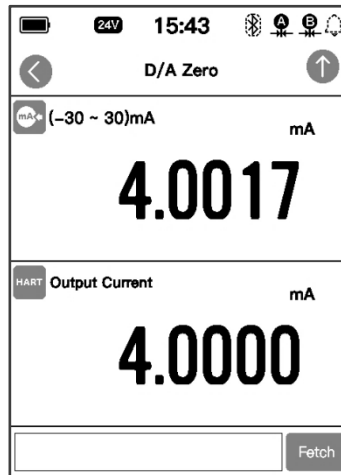 24V 15:43 A B
D/A Zero
mA (-30 ~ 30)mA
mA
4.0017
HART Output Current
mA
4.0000
Fetch